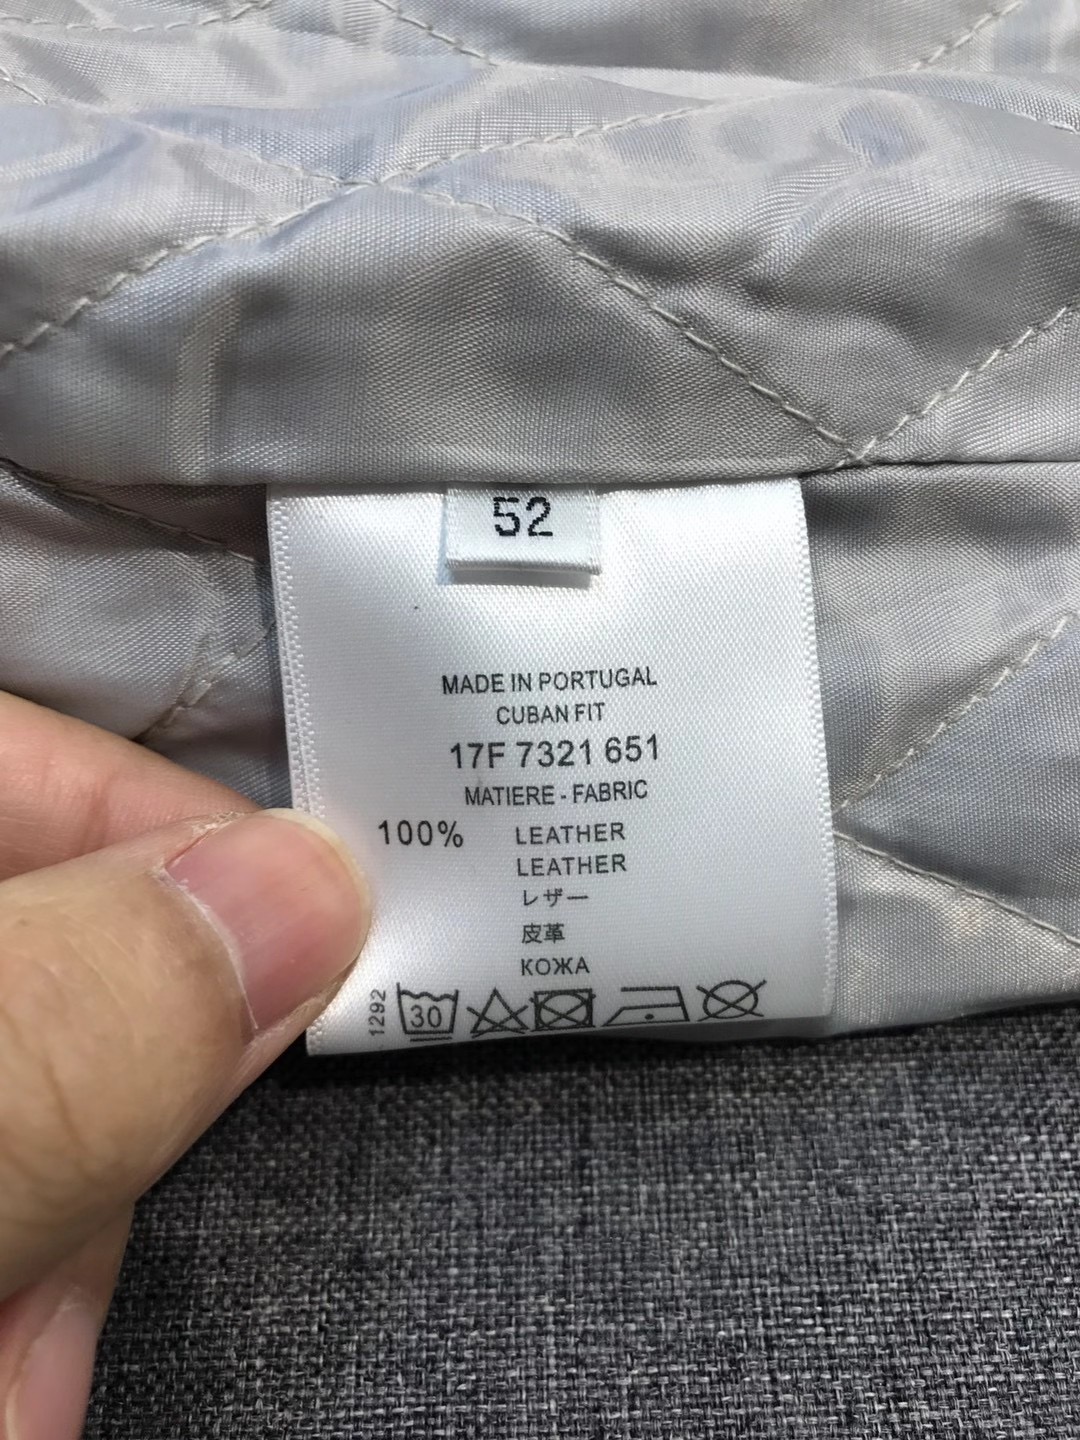 52
MADE IN PORTUGAL
CUBAN FIT
17F 7321 651
MATIERE - FABRIC
100% LEATHER
LEATHER
レザー
皮革
КОЖА
1292
30